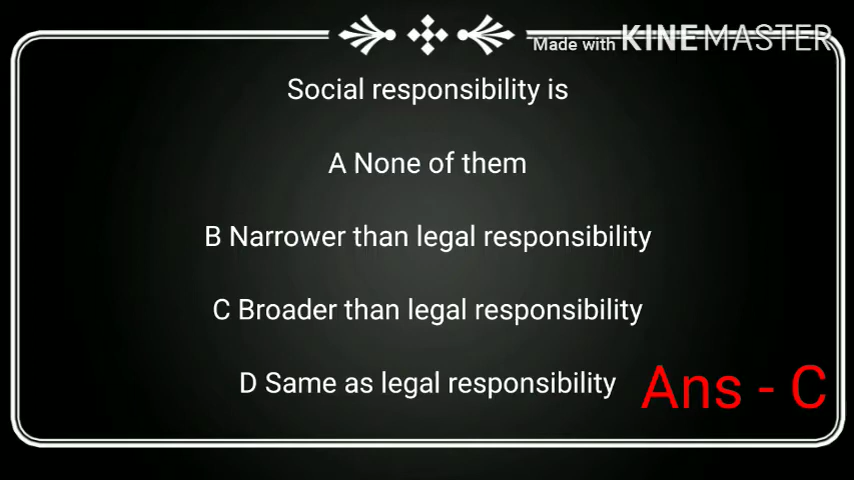 Made with KINEMASTER
Social responsibility is
A None of them
B Narrower than legal responsibility
C Broader than legal responsibility
D Same as legal responsibility
Ans - C